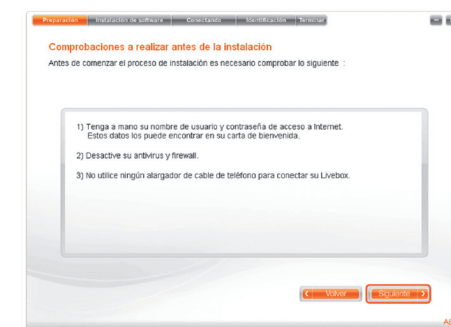 Preparación Instalación de software Conectando Identificación Terminar
Comprobaciones a realizar antes de la instalación
Antes de comenzar el proceso de instalación es necesario comprobar lo siguiente :
1) Tenga a mano su nombre de usuario y contraseña de acceso a Internet.
Estos datos los puede encontrar en su carta de bienvenida.
2) Desactive su antivirus y firewall.
3) No utilice ningún alargador de cable de teléfono para conectar su Livebox.
Volver Siguiente